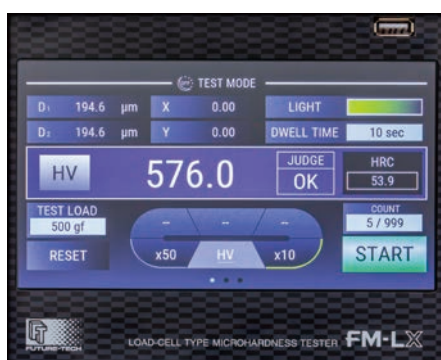 TEST MODE
D₁ 194.6 µm X 0.00 LIGHT
D₂ 194.6 µm Y 0.00 DWELL TIME 10 sec
HV 576.0 JUDGE OK HRC 53.9
TEST LOAD 500 gf -- -- -- COUNT 5 / 999
RESET x50 HV x10 START
FT
FUTURE-TECH LOAD-CELL TYPE MICROHARDNESS TESTER FM-LX